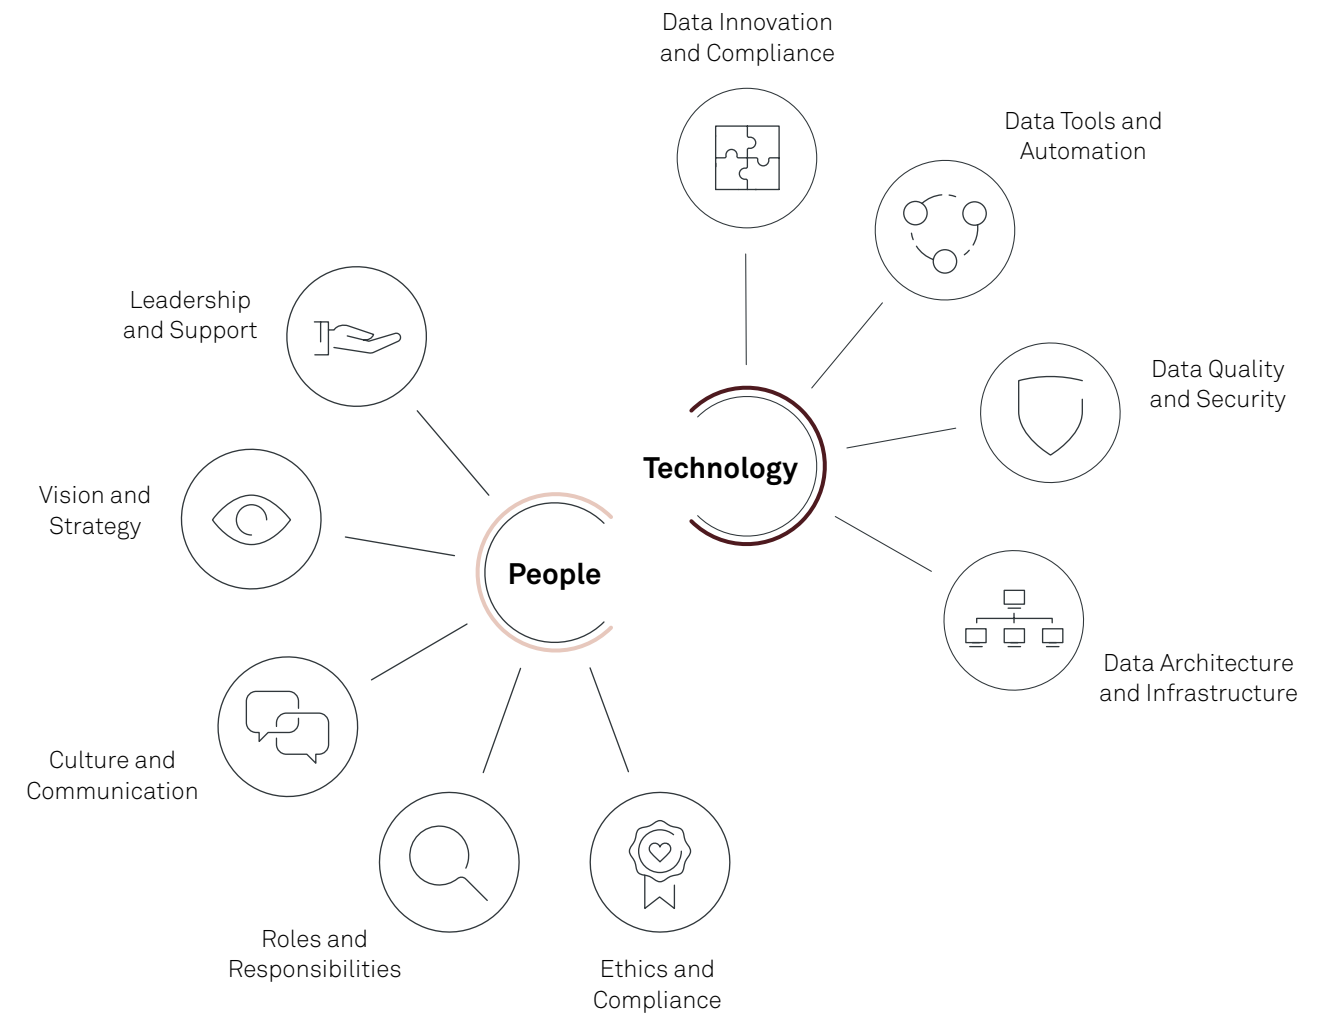 Data Innovation
and Compliance
Data Tools and
Automation
Data Quality
and Security
Data Architecture
and Infrastructure
Technology
People
Leadership
and Support
Vision and
Strategy
Culture and
Communication
Roles and
Responsibilities
Ethics and
Compliance